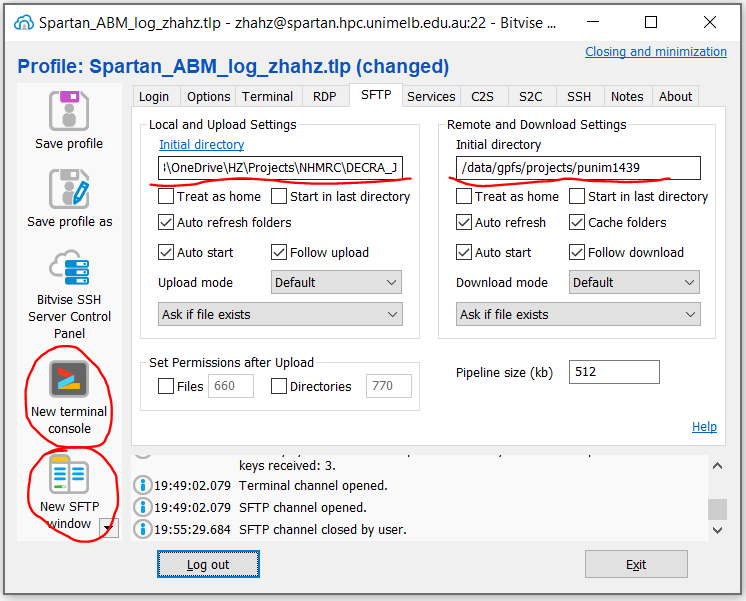 Spartan_ABM_log_zhahz.tlp - zhahz@spartan.hpc.unimelb.edu.au:22 - Bitvise ...
Closing and minimization
Profile: Spartan_ABM_log_zhahz.tlp (changed)
Save profile
Save profile as
Bitvise SSH
Server Control
Panel
New terminal
console
New SFTP
window
Login Options Terminal RDP SFTP Services C2S S2C SSH Notes About
Local and Upload Settings
Initial directory
\OneDrive\HZ\Projects\NHMRC\DECRA_J
Treat as home Start in last directory
Auto refresh folders
Auto start Follow upload
Upload mode Default
Ask if file exists
Remote and Download Settings
Initial directory
/data/gpfs/projects/punim1439
Treat as home Start in last directory
Auto refresh Cache folders
Auto start Follow download
Download mode Default
Ask if file exists
Set Permissions after Upload
Files 660 Directories 770
Pipeline size (kb) 512
Help
keys received: 3.
19:49:02.079 Terminal channel opened.
19:49:02.079 SFTP channel opened.
19:55:29.684 SFTP channel closed by user.
Log out
Exit